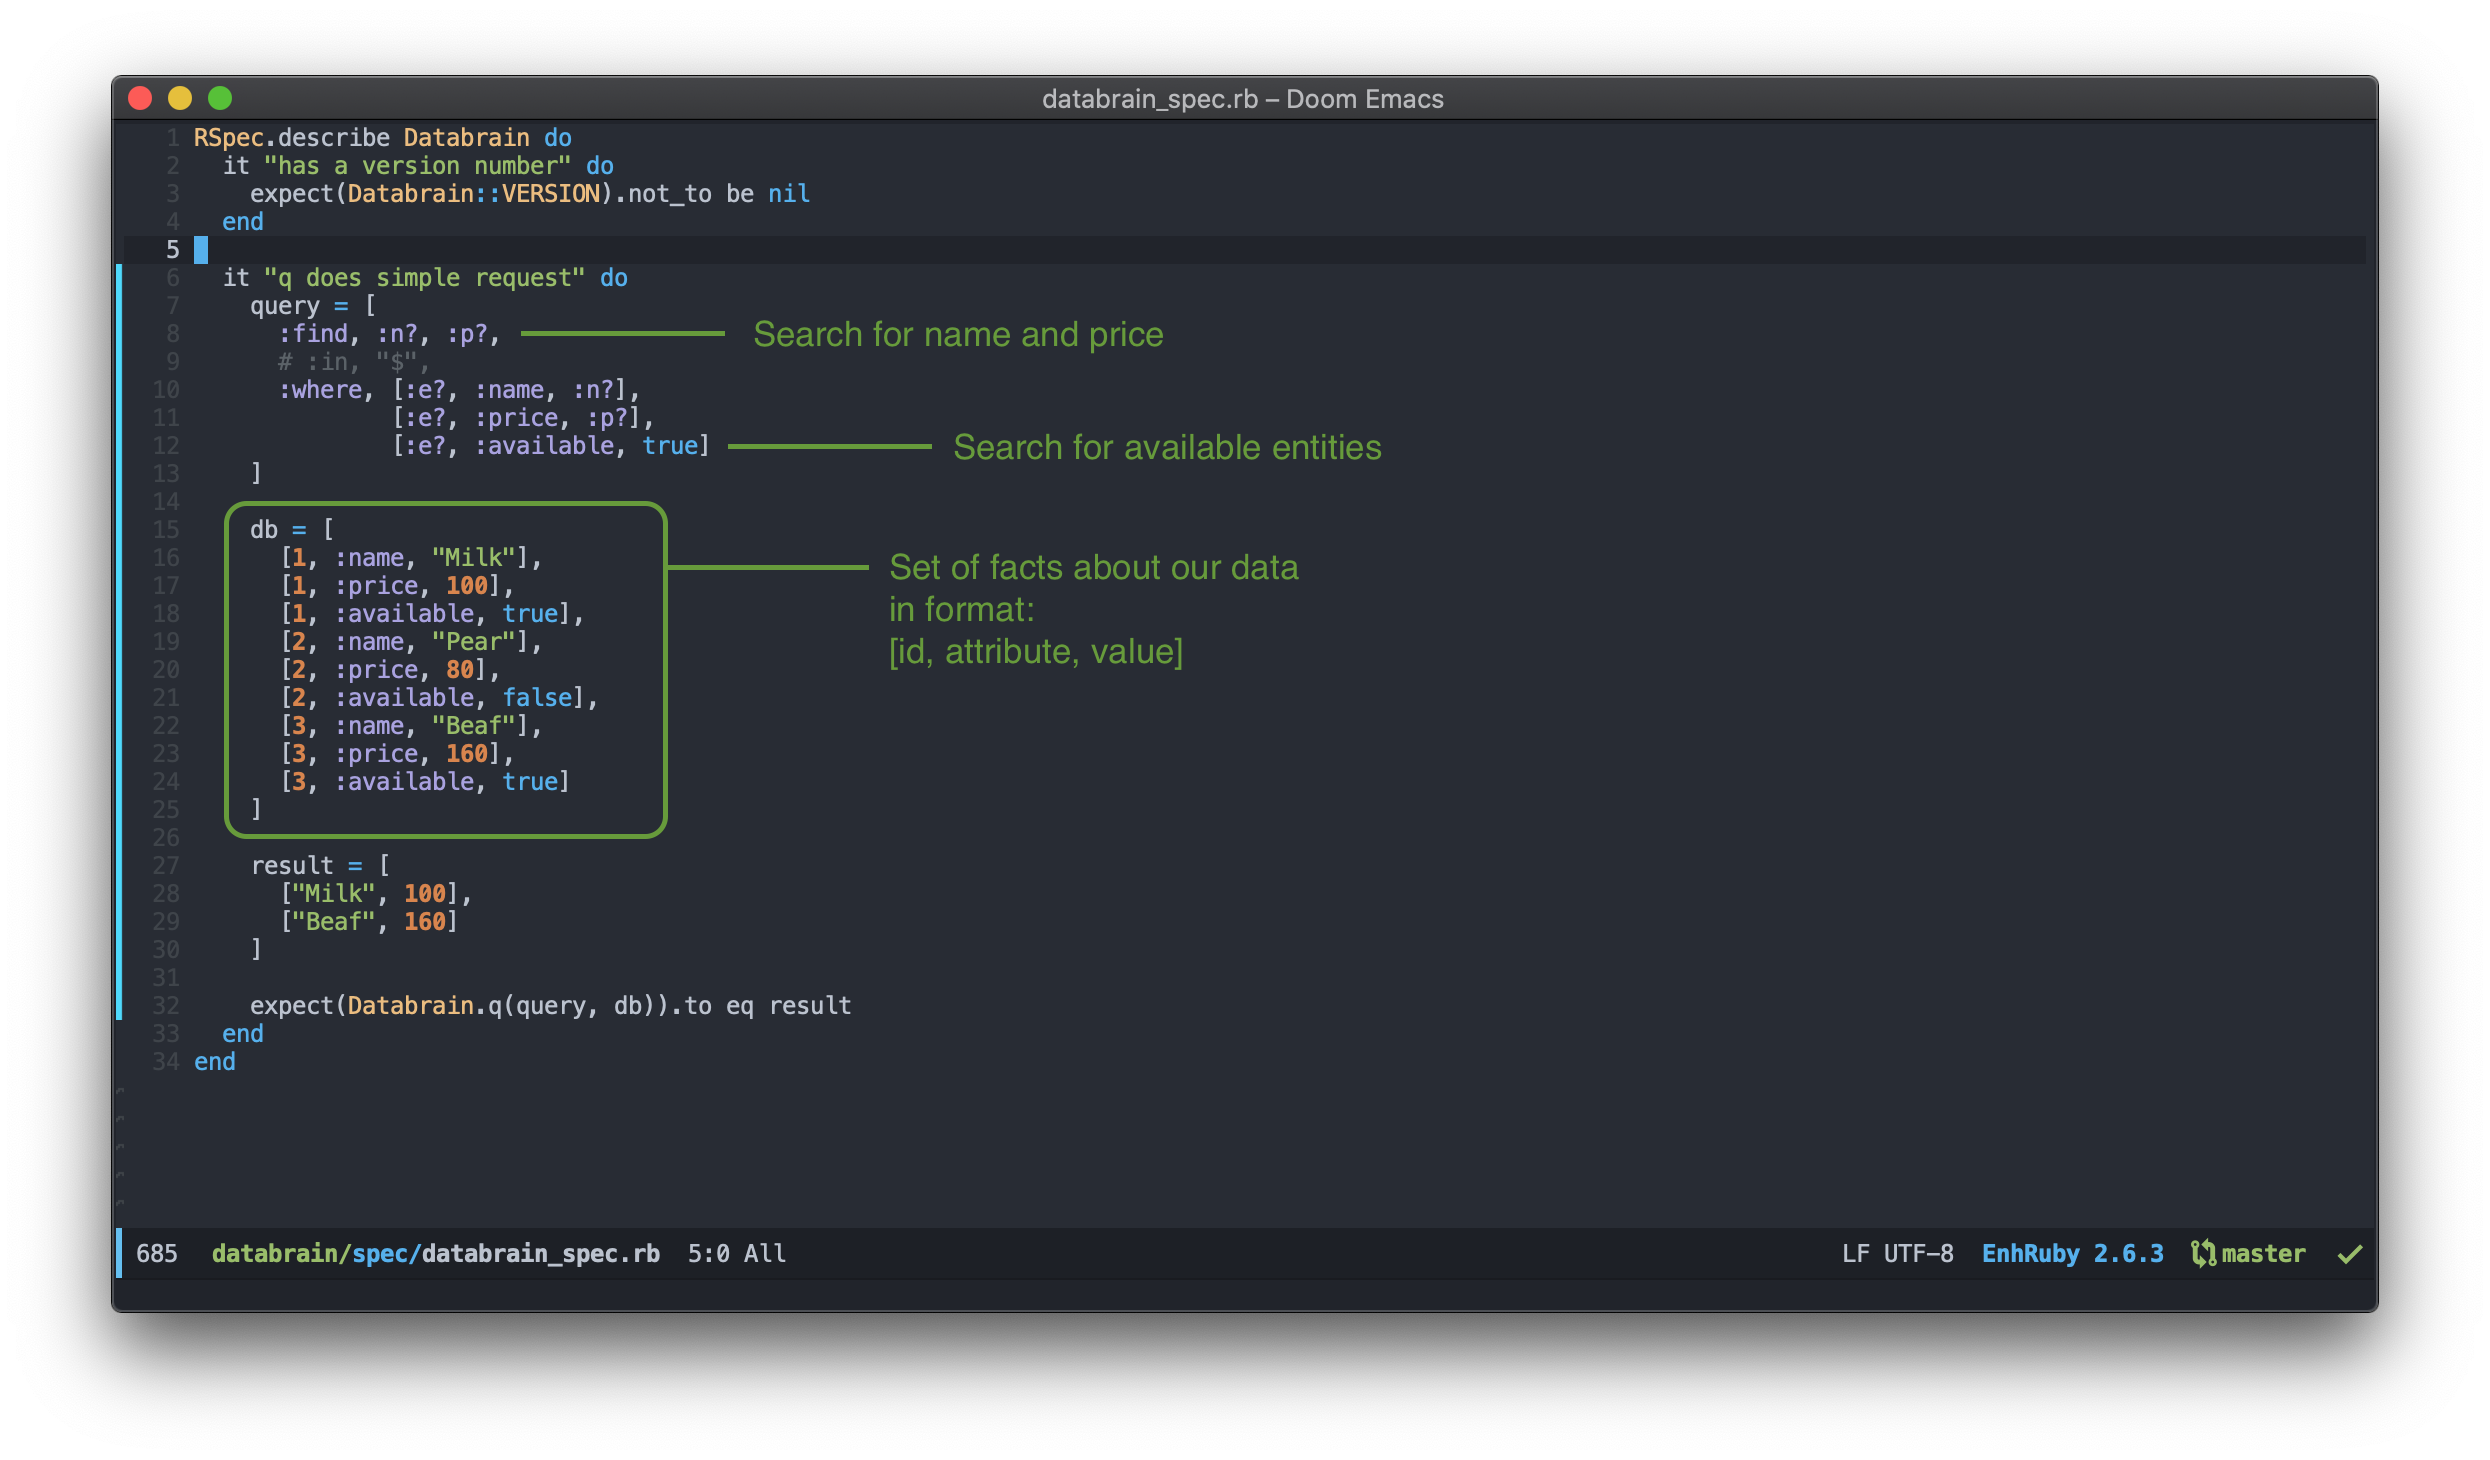 databrain_spec.rb – Doom Emacs
1 RSpec.describe Databrain do
2   it "has a version number" do
3     expect(Databrain::VERSION).not_to be nil
4   end
5
6   it "q does simple request" do
7     query = [
8       :find, :n?, :p?, Search for name and price
9       # :in, "$",
10       :where, [:e?, :name, :n?],
11               [:e?, :price, :p?],
12               [:e?, :available, true] Search for available entities
13     ]
14
15     db = [
16       [1, :name, "Milk"], Set of facts about our data
17       [1, :price, 100],
18       [1, :available, true], in format:
19       [2, :name, "Pear"], [id, attribute, value]
20       [2, :price, 80],
21       [2, :available, false],
22       [3, :name, "Beaf"],
23       [3, :price, 160],
24       [3, :available, true]
25     ]
26
27     result = [
28       ["Milk", 100],
29       ["Beaf", 160]
30     ]
31
32     expect(Databrain.q(query, db)).to eq result
33   end
34 end
~
~
~
~
~
685 databrain/spec/databrain_spec.rb 5:0 All LF UTF-8 EnhRuby 2.6.3 master